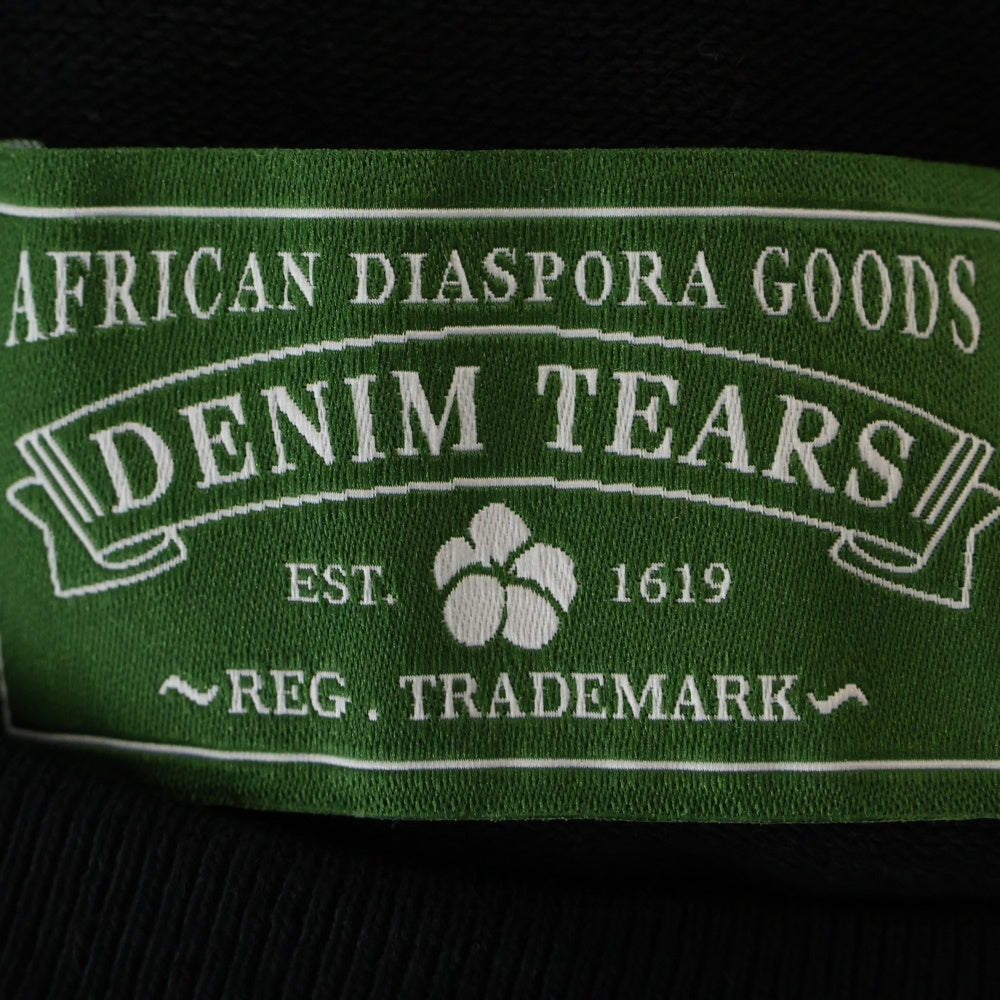 AFRICAN DIASPORA GOODS
DENIM TEARS
EST. 1619
~REG. TRADEMARK~